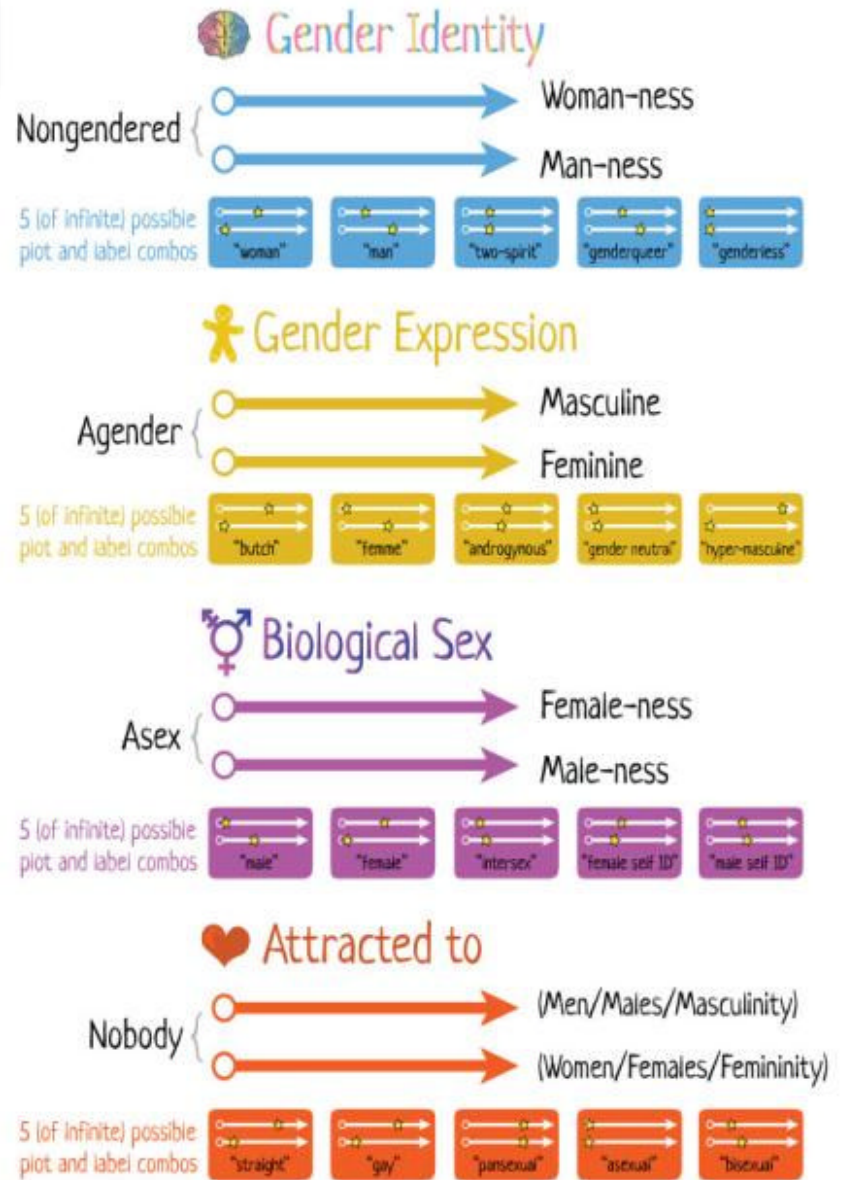 Gender Identity
Nongendered
Woman-ness
Man-ness
5 (of infinite) possible
plot and label combos
"woman" "man" "two-spirit" "genderqueer" "genderless"
Gender Expression
Agender
Masculine
Feminine
5 (of infinite) possible
plot and label combos
"butch" "femme" "androgynous" "gender neutral" "hyper-masculine"
Biological Sex
Asex
Female-ness
Male-ness
5 (of infinite) possible
plot and label combos
"male" "female" "intersex" "female self ID" "male self ID"
Attracted to
Nobody
(Men/Males/Masculinity)
(Women/Females/Femininity)
5 (of infinite) possible
plot and label combos
"straight" "gay" "pansexual" "asexual" "bisexual"